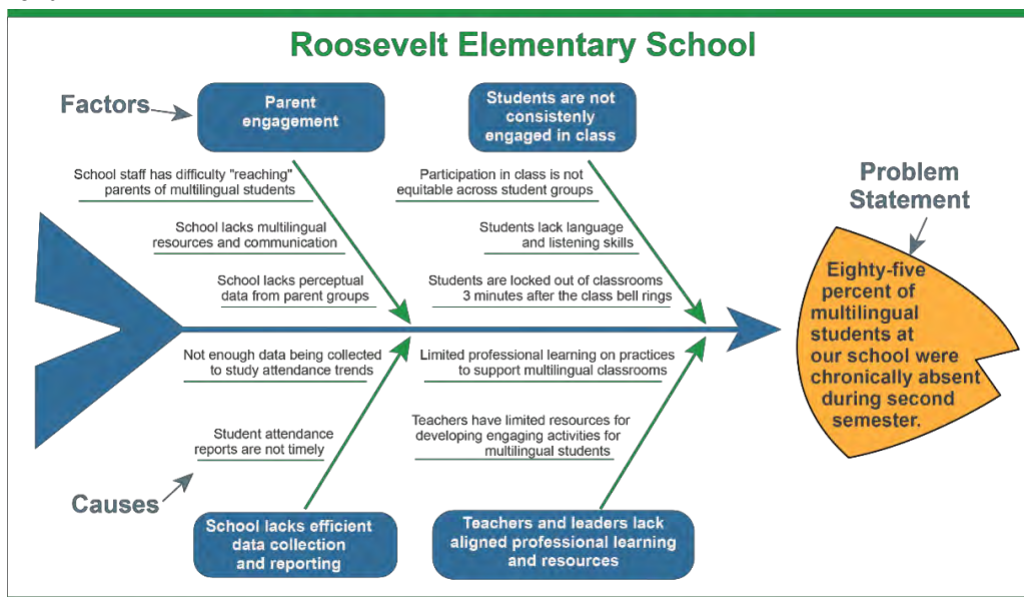 Roosevelt Elementary School
Factors
Parent
engagement
Students are not
consistenly
engaged in class
School staff has difficulty "reaching"
parents of multilingual students
School lacks multilingual
resources and communication
School lacks perceptual
data from parent groups
Participation in class is not
equitable across student groups
Students lack language
and listening skills
Students are locked out of classrooms
3 minutes after the class bell rings
Problem
Statement
Eighty-five
percent of
multilingual
students at
our school were
chronically absent
during second
semester.
Not enough data being collected
to study attendance trends
Student attendance
reports are not timely
Limited professional learning on practices
to support multilingual classrooms
Teachers have limited resources for
developing engaging activities for
multilingual students
Causes
School lacks efficient
data collection
and reporting
Teachers and leaders lack
aligned professional learning
and resources